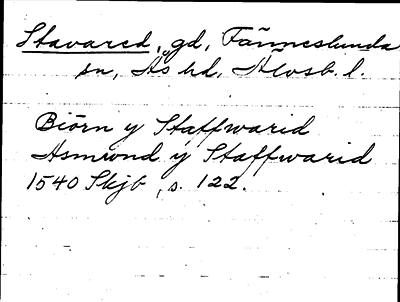 Stavared, gd, Fänneslunda
sn, Ås hd, Älvsb. l.
Biörn y Staffwarid
Asmwnd ÿ Staffwarid
1540 Skjb, s. 122.